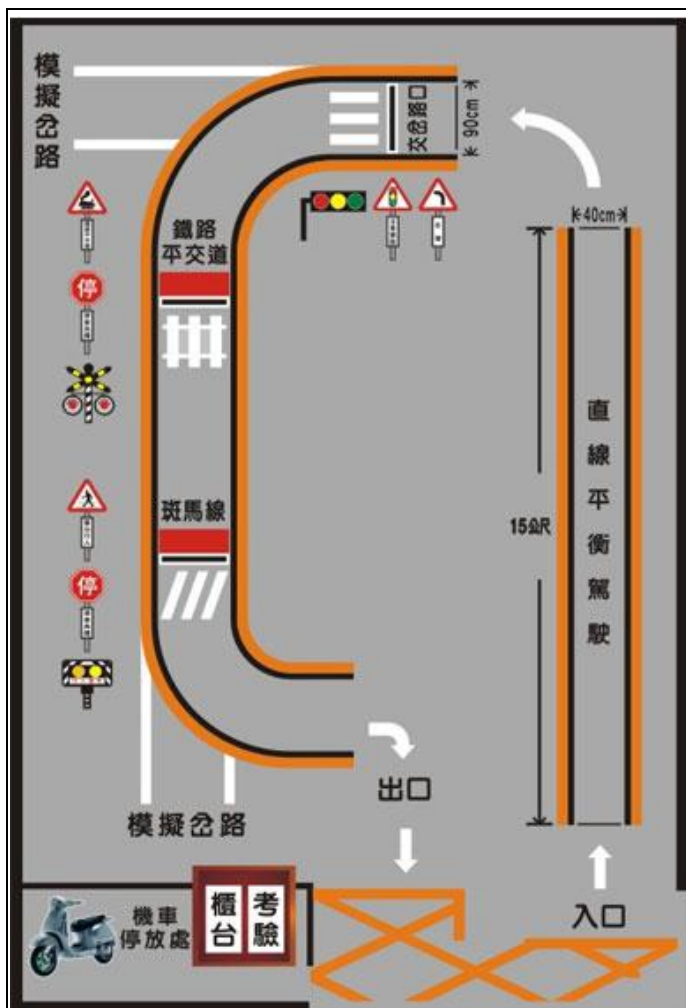 模擬岔路
交岔路口
90cm
40cm
鐵路
平交道
停
斑馬線
停
15公尺
直線平衡駕駛
出口
模擬岔路
入口
機車
停放處
櫃台
考驗